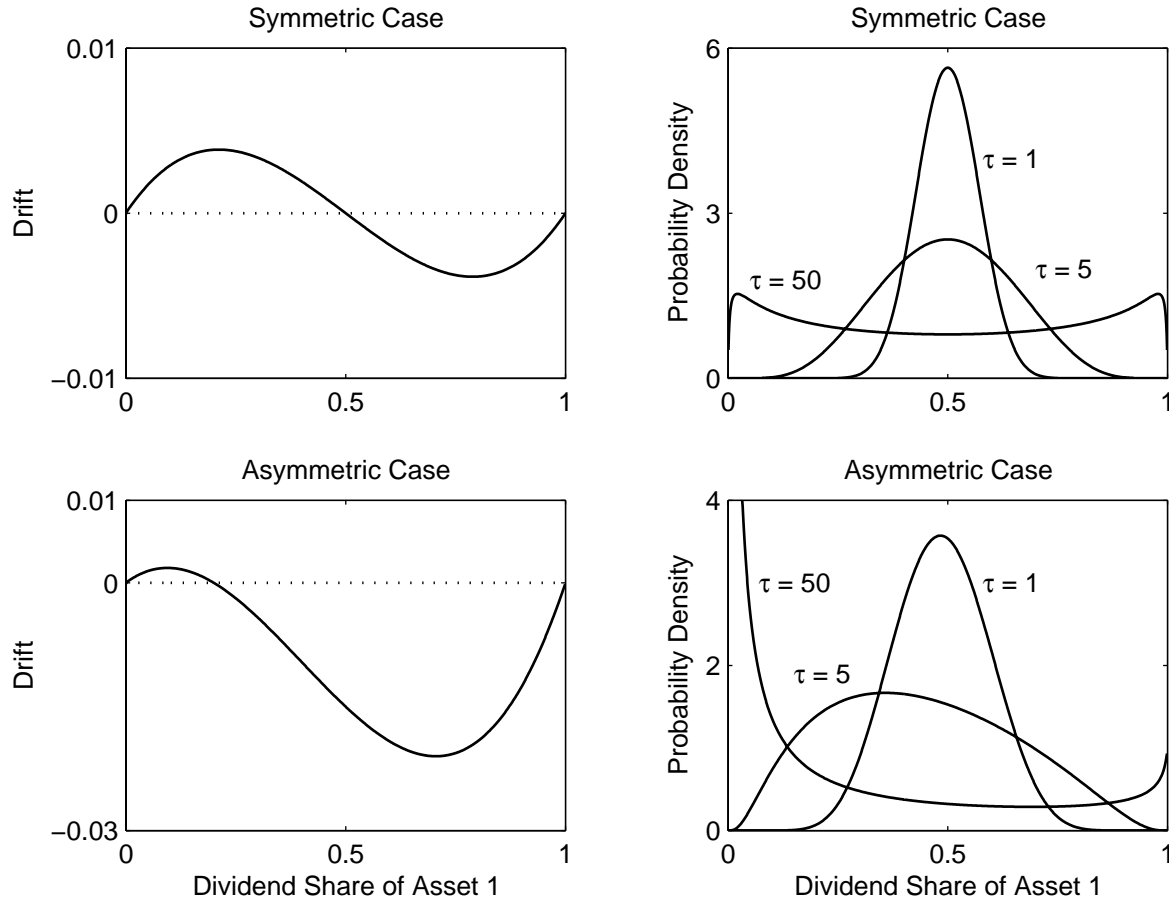 Symmetric Case
0.01
0
−0.01
Drift
0
0.5
1
Symmetric Case
6
3
0
Probability Density
τ = 1
τ = 5
τ = 50
0
0.5
1
Asymmetric Case
0.01
0
−0.03
Drift
0
0.5
1
Dividend Share of Asset 1
Asymmetric Case
4
2
0
Probability Density
τ = 50
τ = 1
τ = 5
0
0.5
1
Dividend Share of Asset 1